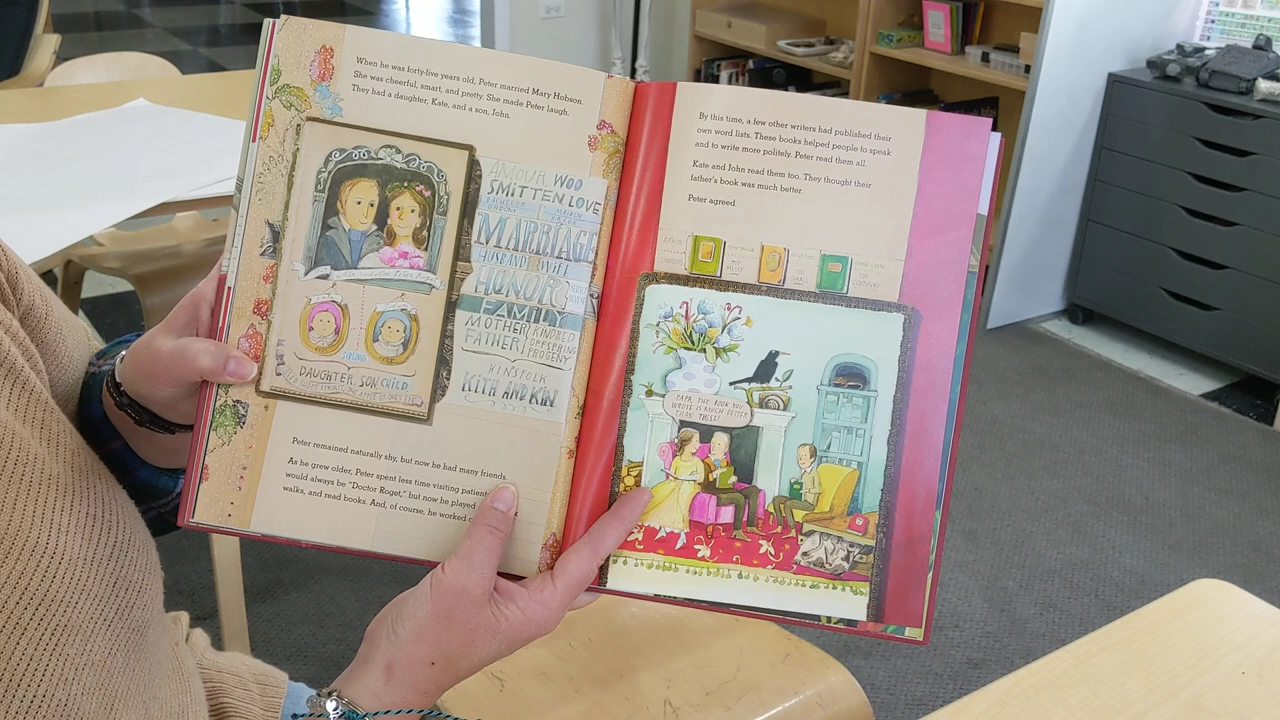 When he was forty-five years old, Peter married Mary Hobson.
She was cheerful, smart, and pretty. She made Peter laugh.
They had a daughter, Kate, and a son, John.
SIBLINGS
DAUGHTER, SON CHILD,
AMOUR WOO
SMITTEN LOVE
BACHELOR MAIDEN
MARRIAGE
HUSBAND WIFE
HONOR
FAMILY
MOTHER KINDRED
FATHER OFFSPRING
PROGENY
KINSFOLK
KITH AND KIN
Peter remained naturally shy, but now he had many friends.
As he grew older, Peter spent less time visiting patients
would always be "Doctor Roget," but now he played
walks, and read books. And, of course, he worked
By this time, a few other writers had published their
own word lists. These books helped people to speak
and to write more politely. Peter read them all.
Kate and John read them too. They thought their
father's book was much better.
Peter agreed.
PAPA, THE BOOK YOU
WROTE IS MUCH BETTER
THAN THESE!